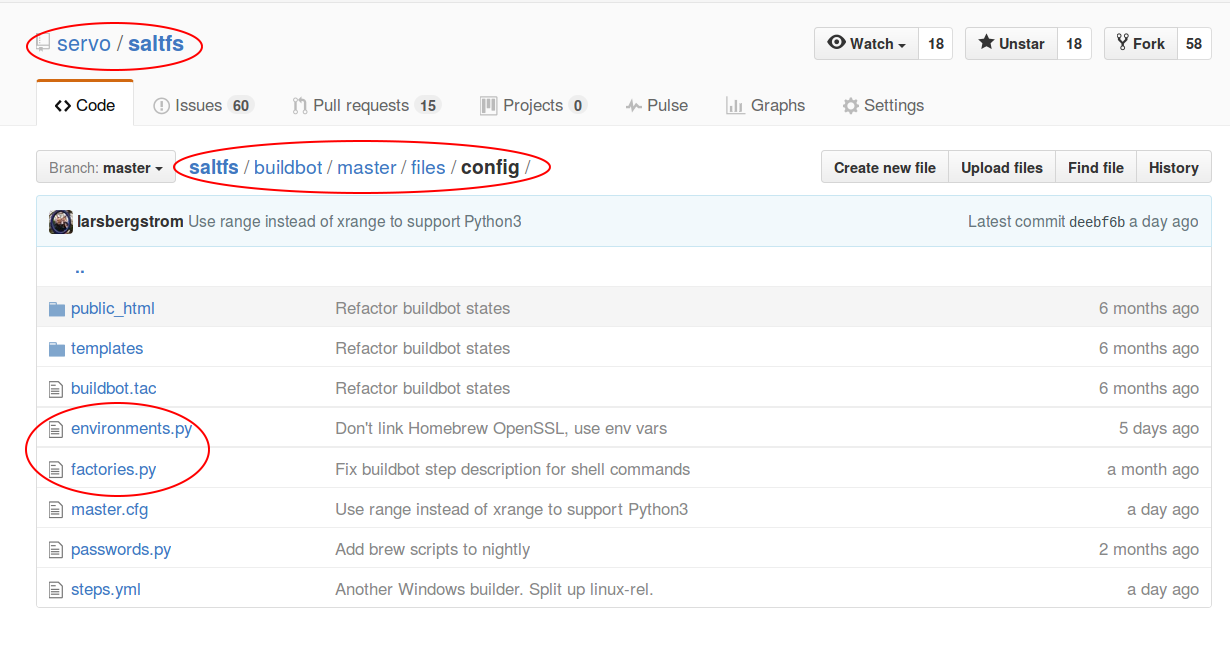 servo / saltfs
Watch 18 Unstar 18 Fork 58
Code Issues 60 Pull requests 15 Projects 0 Pulse Graphs Settings
Branch: master saltfs / buildbot / master / files / config / Create new file Upload files Find file History
larsbergstrom Use range instead of xrange to support Python3 Latest commit deebf6b a day ago
..
public_html Refactor buildbot states 6 months ago
templates Refactor buildbot states 6 months ago
buildbot.tac Refactor buildbot states 6 months ago
environments.py Don't link Homebrew OpenSSL, use env vars 5 days ago
factories.py Fix buildbot step description for shell commands a month ago
master.cfg Use range instead of xrange to support Python3 a day ago
passwords.py Add brew scripts to nightly 2 months ago
steps.yml Another Windows builder. Split up linux-rel. a day ago